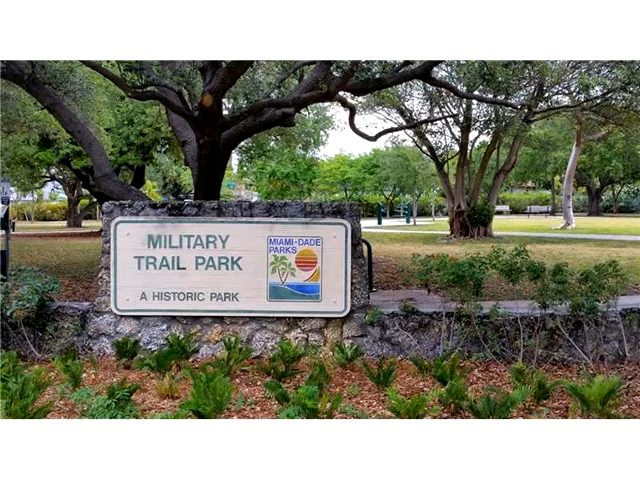 MILITARY
TRAIL PARK
A HISTORIC PARK
MIAMI-DADE
PARKS